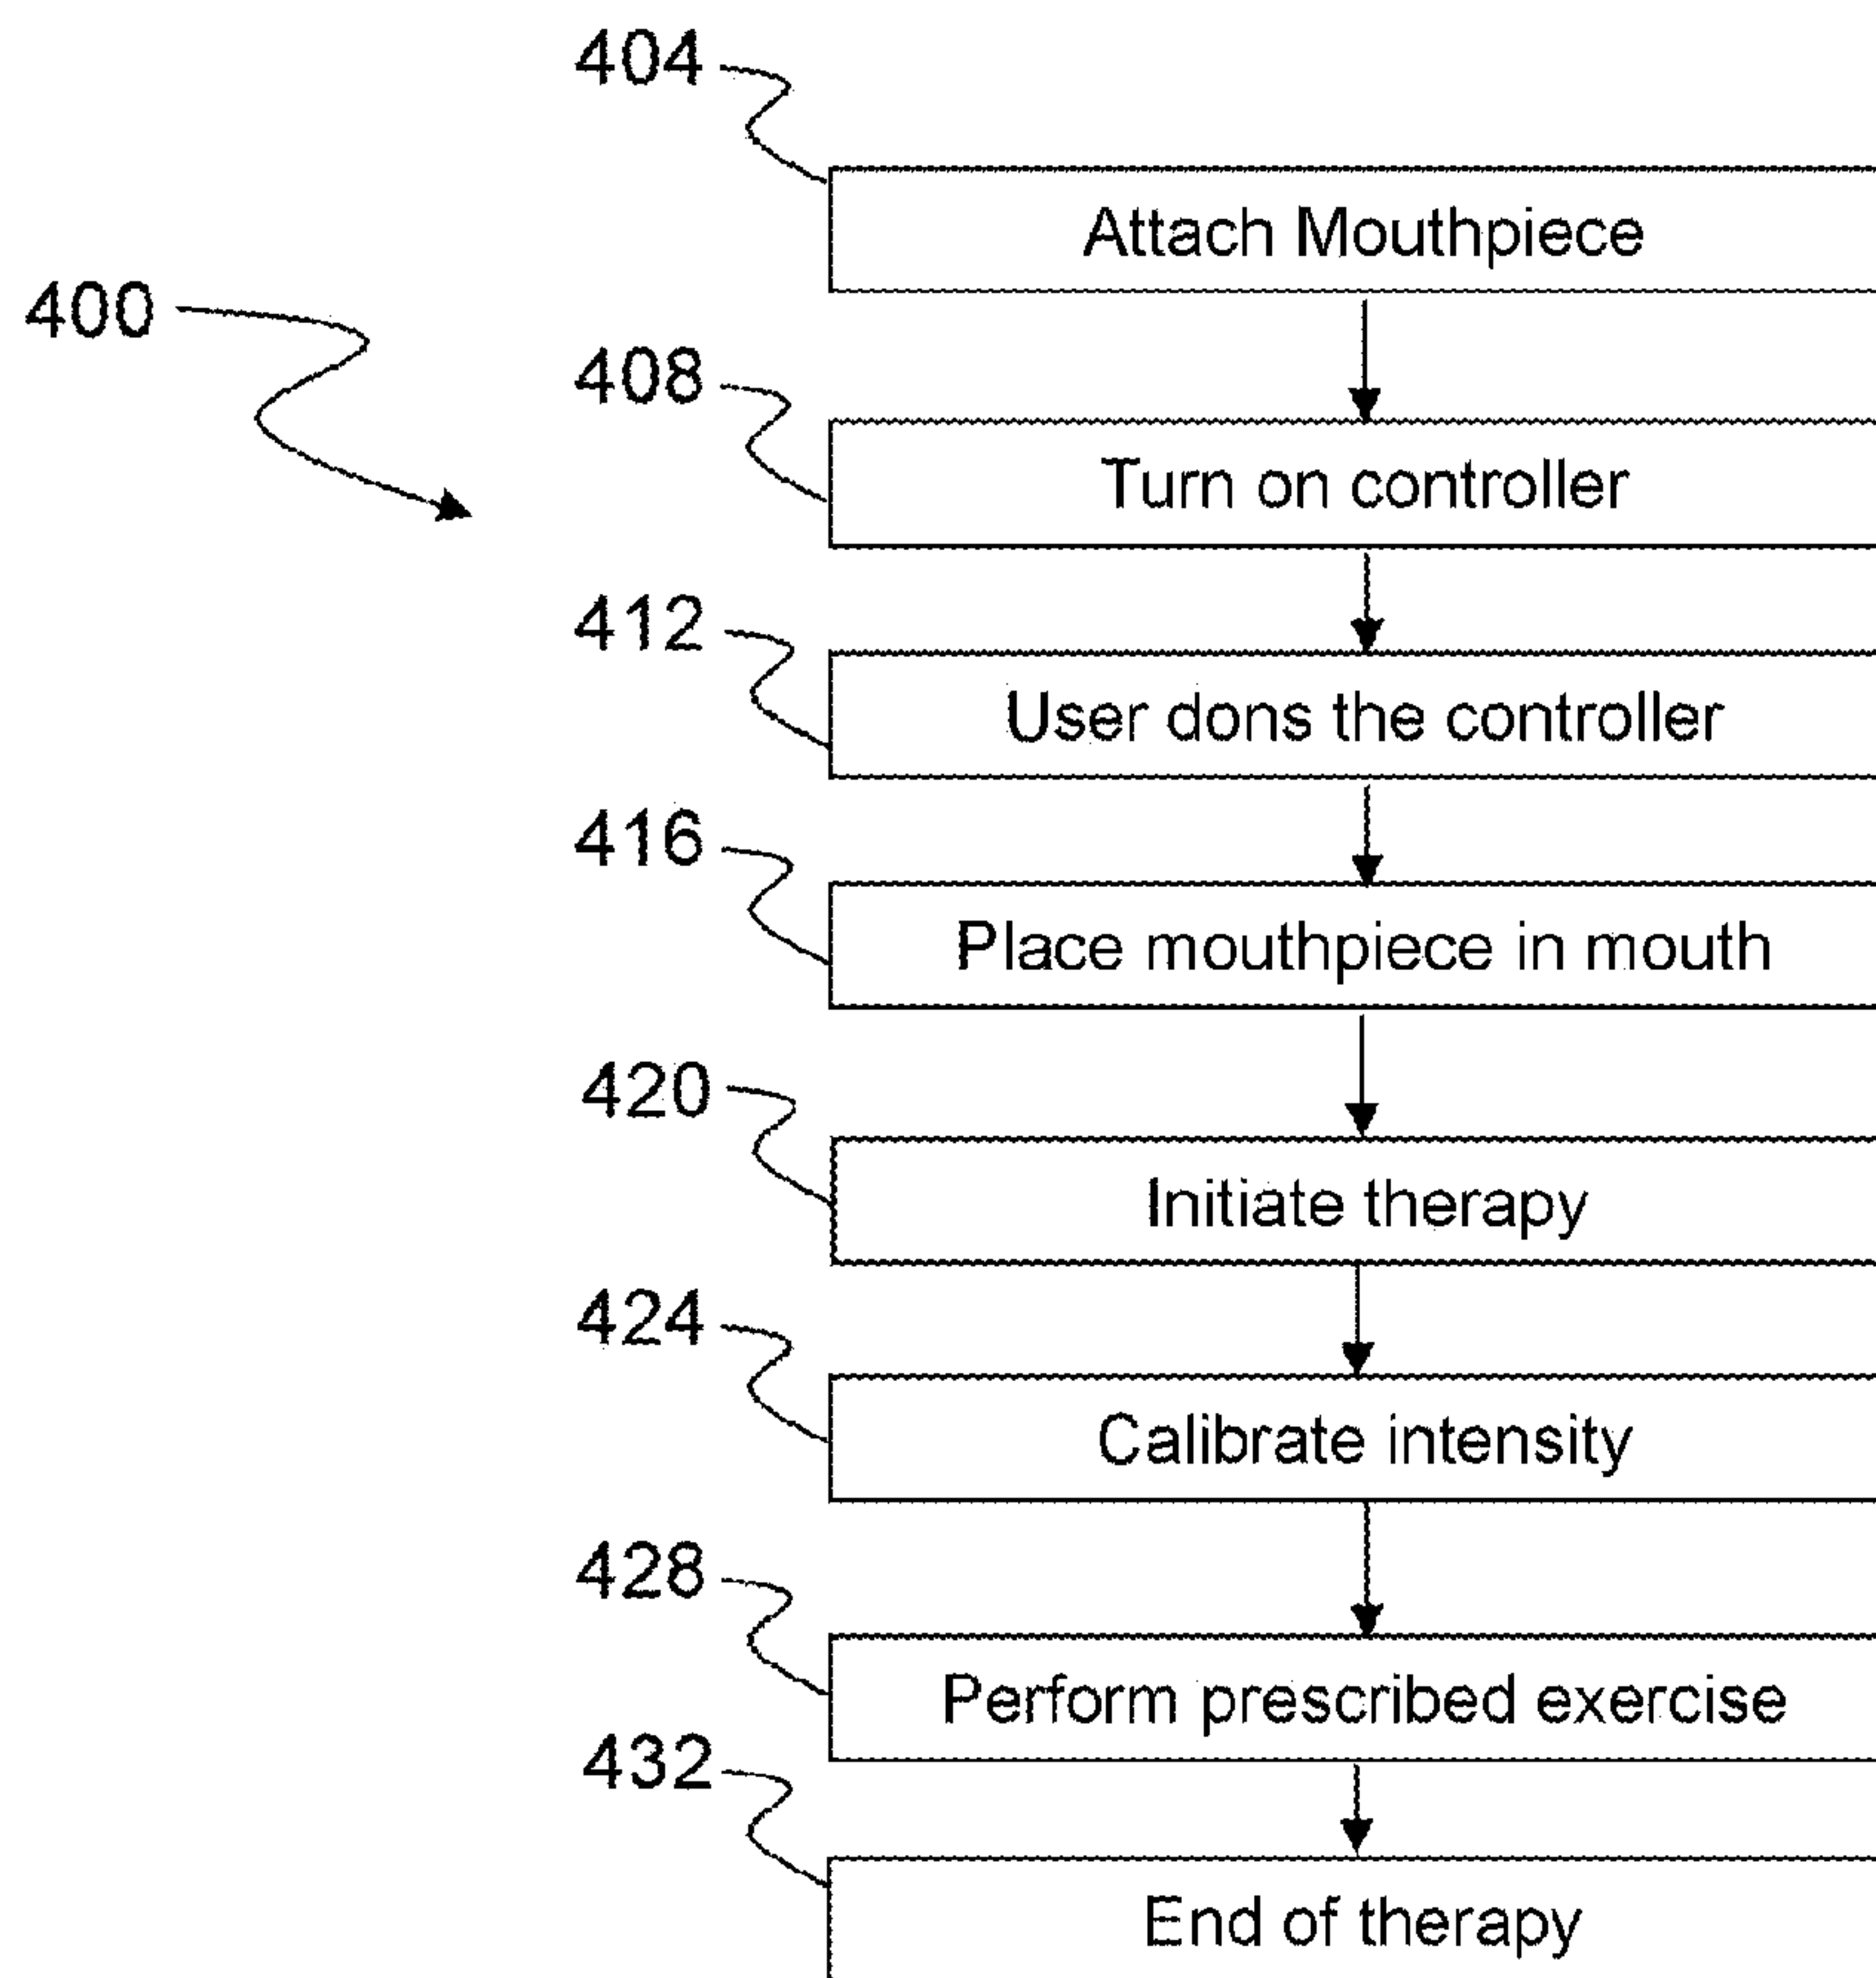 404
Attach Mouthpiece
400
408
Turn on controller
412
User dons the controller
416
Place mouthpiece in mouth
420
Initiate therapy
424
Calibrate intensity
428
Perform prescribed exercise
432
End of therapy